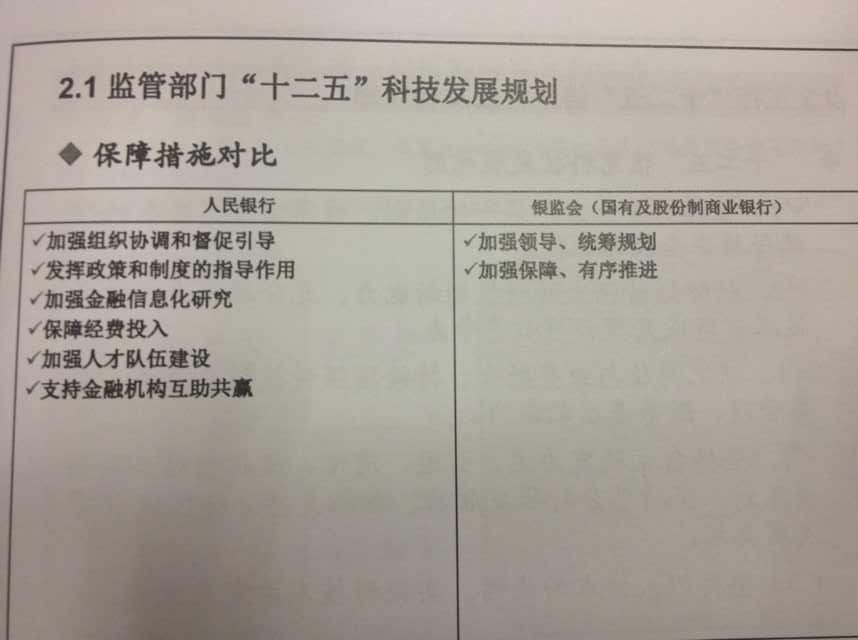 2.1 监管部门“十二五”科技发展规划
◆ 保障措施对比
人民银行
银监会（国有及股份制商业银行）
✓加强组织协调和督促引导
✓发挥政策和制度的指导作用
✓加强金融信息化研究
✓保障经费投入
✓加强人才队伍建设
✓支持金融机构互助共赢
✓加强领导、统筹规划
✓加强保障、有序推进